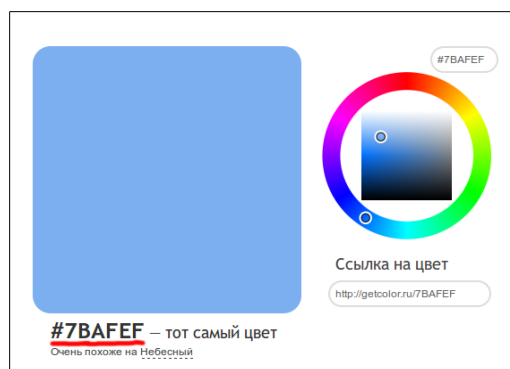 #7BAFEF
Ссылка на цвет
http://getcolor.ru/7BAFEF
#7BAFEF — тот самый цвет
Очень похоже на Небесный